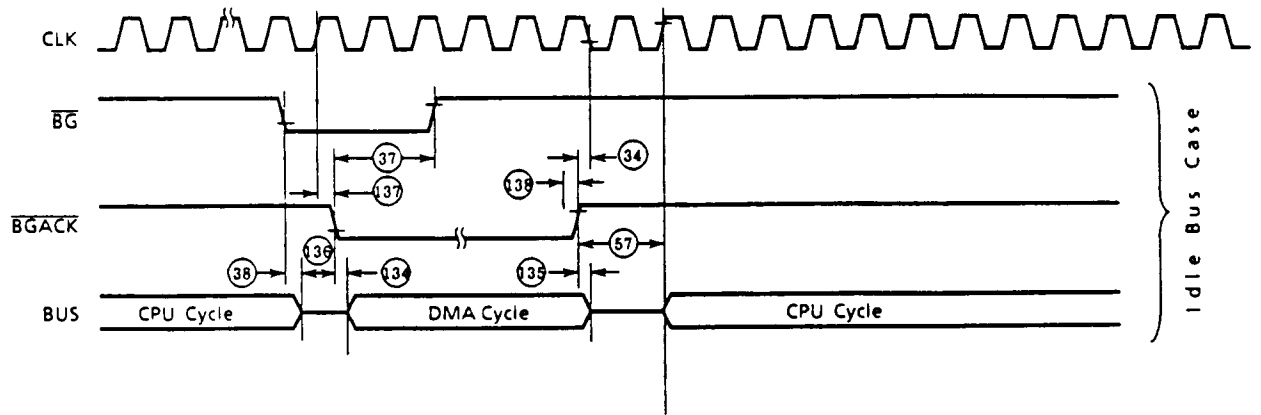 CLK
BG
37
34
137
138
BGACK
136
57
38
134
135
BUS
CPU Cycle
DMA Cycle
CPU Cycle
Idle Bus Case